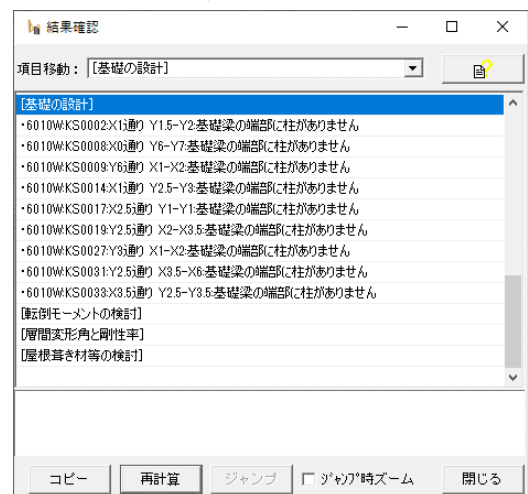 結果確認
項目移動： [基礎の設計]
[基礎の設計]
・6010W:KS0002:X1通り Y1.5-Y2:基礎梁の端部に柱がありません
・6010W:KS0008:X0通り Y6-Y7:基礎梁の端部に柱がありません
・6010W:KS0009:Y6通り X1-X2:基礎梁の端部に柱がありません
・6010W:KS0014:X1通り Y2.5-Y3:基礎梁の端部に柱がありません
・6010W:KS0017:X2.5通り Y1-Y1:基礎梁の端部に柱がありません
・6010W:KS0019:Y2.5通り X2-X3.5:基礎梁の端部に柱がありません
・6010W:KS0027:Y3通り X1-X2:基礎梁の端部に柱がありません
・6010W:KS0031:Y2.5通り X3.5-X6:基礎梁の端部に柱がありません
・6010W:KS0033:X3.5通り Y2.5-Y3.5:基礎梁の端部に柱がありません
[転倒モーメントの検討]
[層間変形角と剛性率]
[屋根葺き材等の検討]
コピー 再計算 ジャンプ ｼﾞｬﾝﾌﾟ時ズーム 閉じる